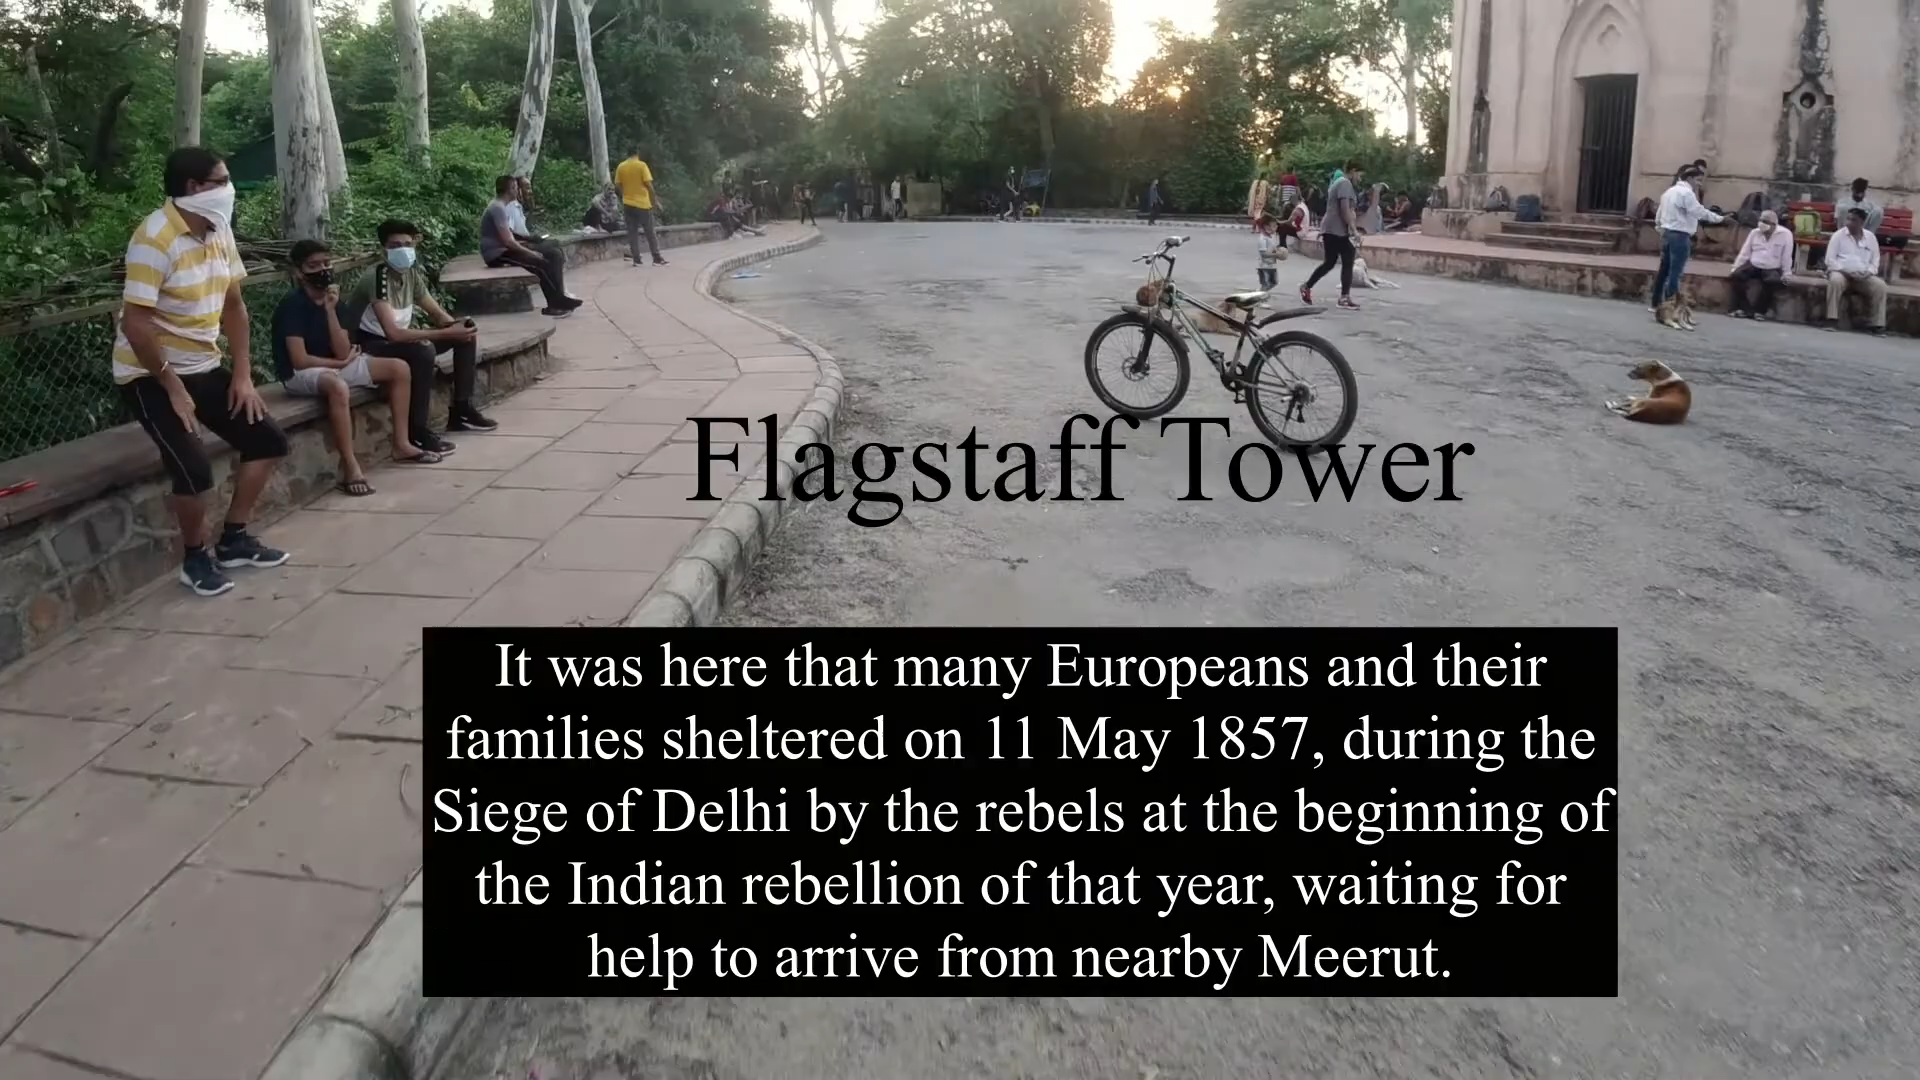 Flagstaff Tower
It was here that many Europeans and their
families sheltered on 11 May 1857, during the
Siege of Delhi by the rebels at the beginning of
the Indian rebellion of that year, waiting for
help to arrive from nearby Meerut.